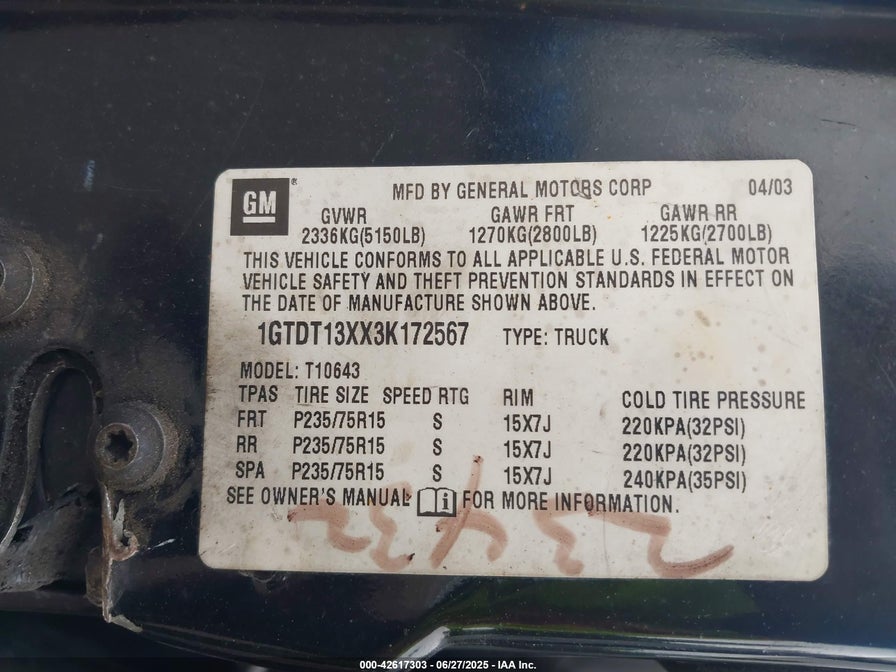 GM ® MFD BY GENERAL MOTORS CORP 04/03
GVWR GAWR FRT GAWR RR
2336KG(5150LB) 1270KG(2800LB) 1225KG(2700LB)
THIS VEHICLE CONFORMS TO ALL APPLICABLE U.S. FEDERAL MOTOR
VEHICLE SAFETY AND THEFT PREVENTION STANDARDS IN EFFECT ON
THE DATE OF MANUFACTURE SHOWN ABOVE.
1GTDT13XX3K172567 TYPE: TRUCK
MODEL: T10643
TPAS TIRE SIZE SPEED RTG RIM COLD TIRE PRESSURE
FRT P235/75R15 S 15X7J 220KPA(32PSI)
RR P235/75R15 S 15X7J 220KPA(32PSI)
SPA P235/75R15 S 15X7J 240KPA(35PSI)
SEE OWNER'S MANUAL i FOR MORE INFORMATION.
000-42617303 - 06/27/2025 - IAA Inc.